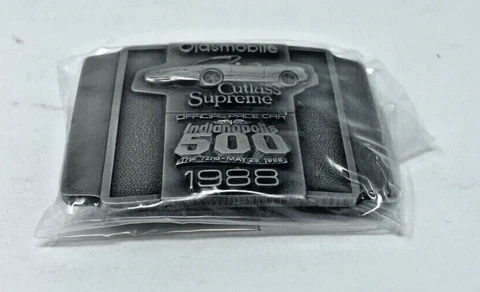 Oldsmobile
Cutlass
Supreme
OFFICIAL PACE CAR
Indianapolis
500
THE 72nd - MAY 29, 1988
1988